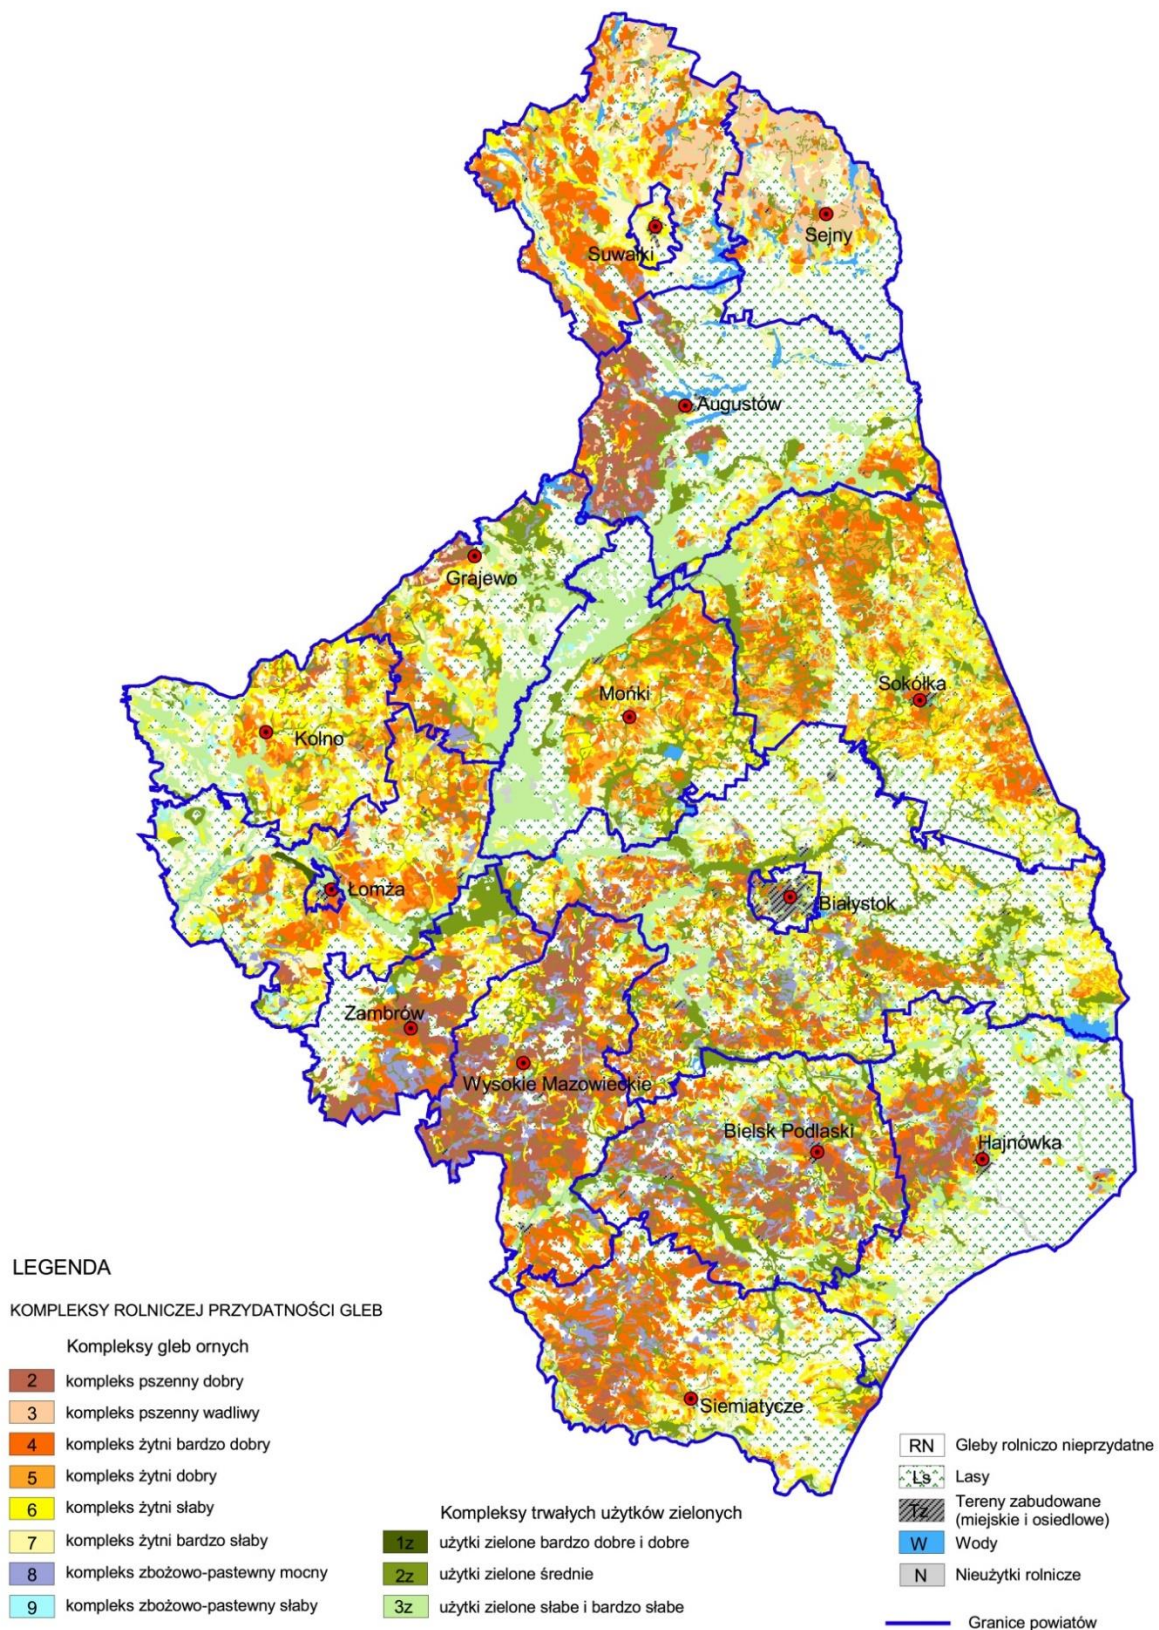 Suwałki
Sejny
Augustów
Grajewo
Mońki
Sokółka
Kolno
Łomża
Białystok
Zambrów
Wysokie Mazowieckie
Bielsk Podlaski
Hajnówka
Siemiatycze
LEGENDA
KOMPLEKSY ROLNICZEJ PRZYDATNOŚCI GLEB
Kompleksy gleb ornych
2 kompleks pszenny dobry
3 kompleks pszenny wadliwy
4 kompleks żytni bardzo dobry
5 kompleks żytni dobry
6 kompleks żytni słaby
7 kompleks żytni bardzo słaby
8 kompleks zbożowo-pastewny mocny
9 kompleks zbożowo-pastewny słaby
Kompleksy trwałych użytków zielonych
1z użytki zielone bardzo dobre i dobre
2z użytki zielone średnie
3z użytki zielone słabe i bardzo słabe
RN Gleby rolniczo nieprzydatne
Ls Lasy
Tz Tereny zabudowane
(miejskie i osiedlowe)
W Wody
N Nieużytki rolnicze
Granice powiatów